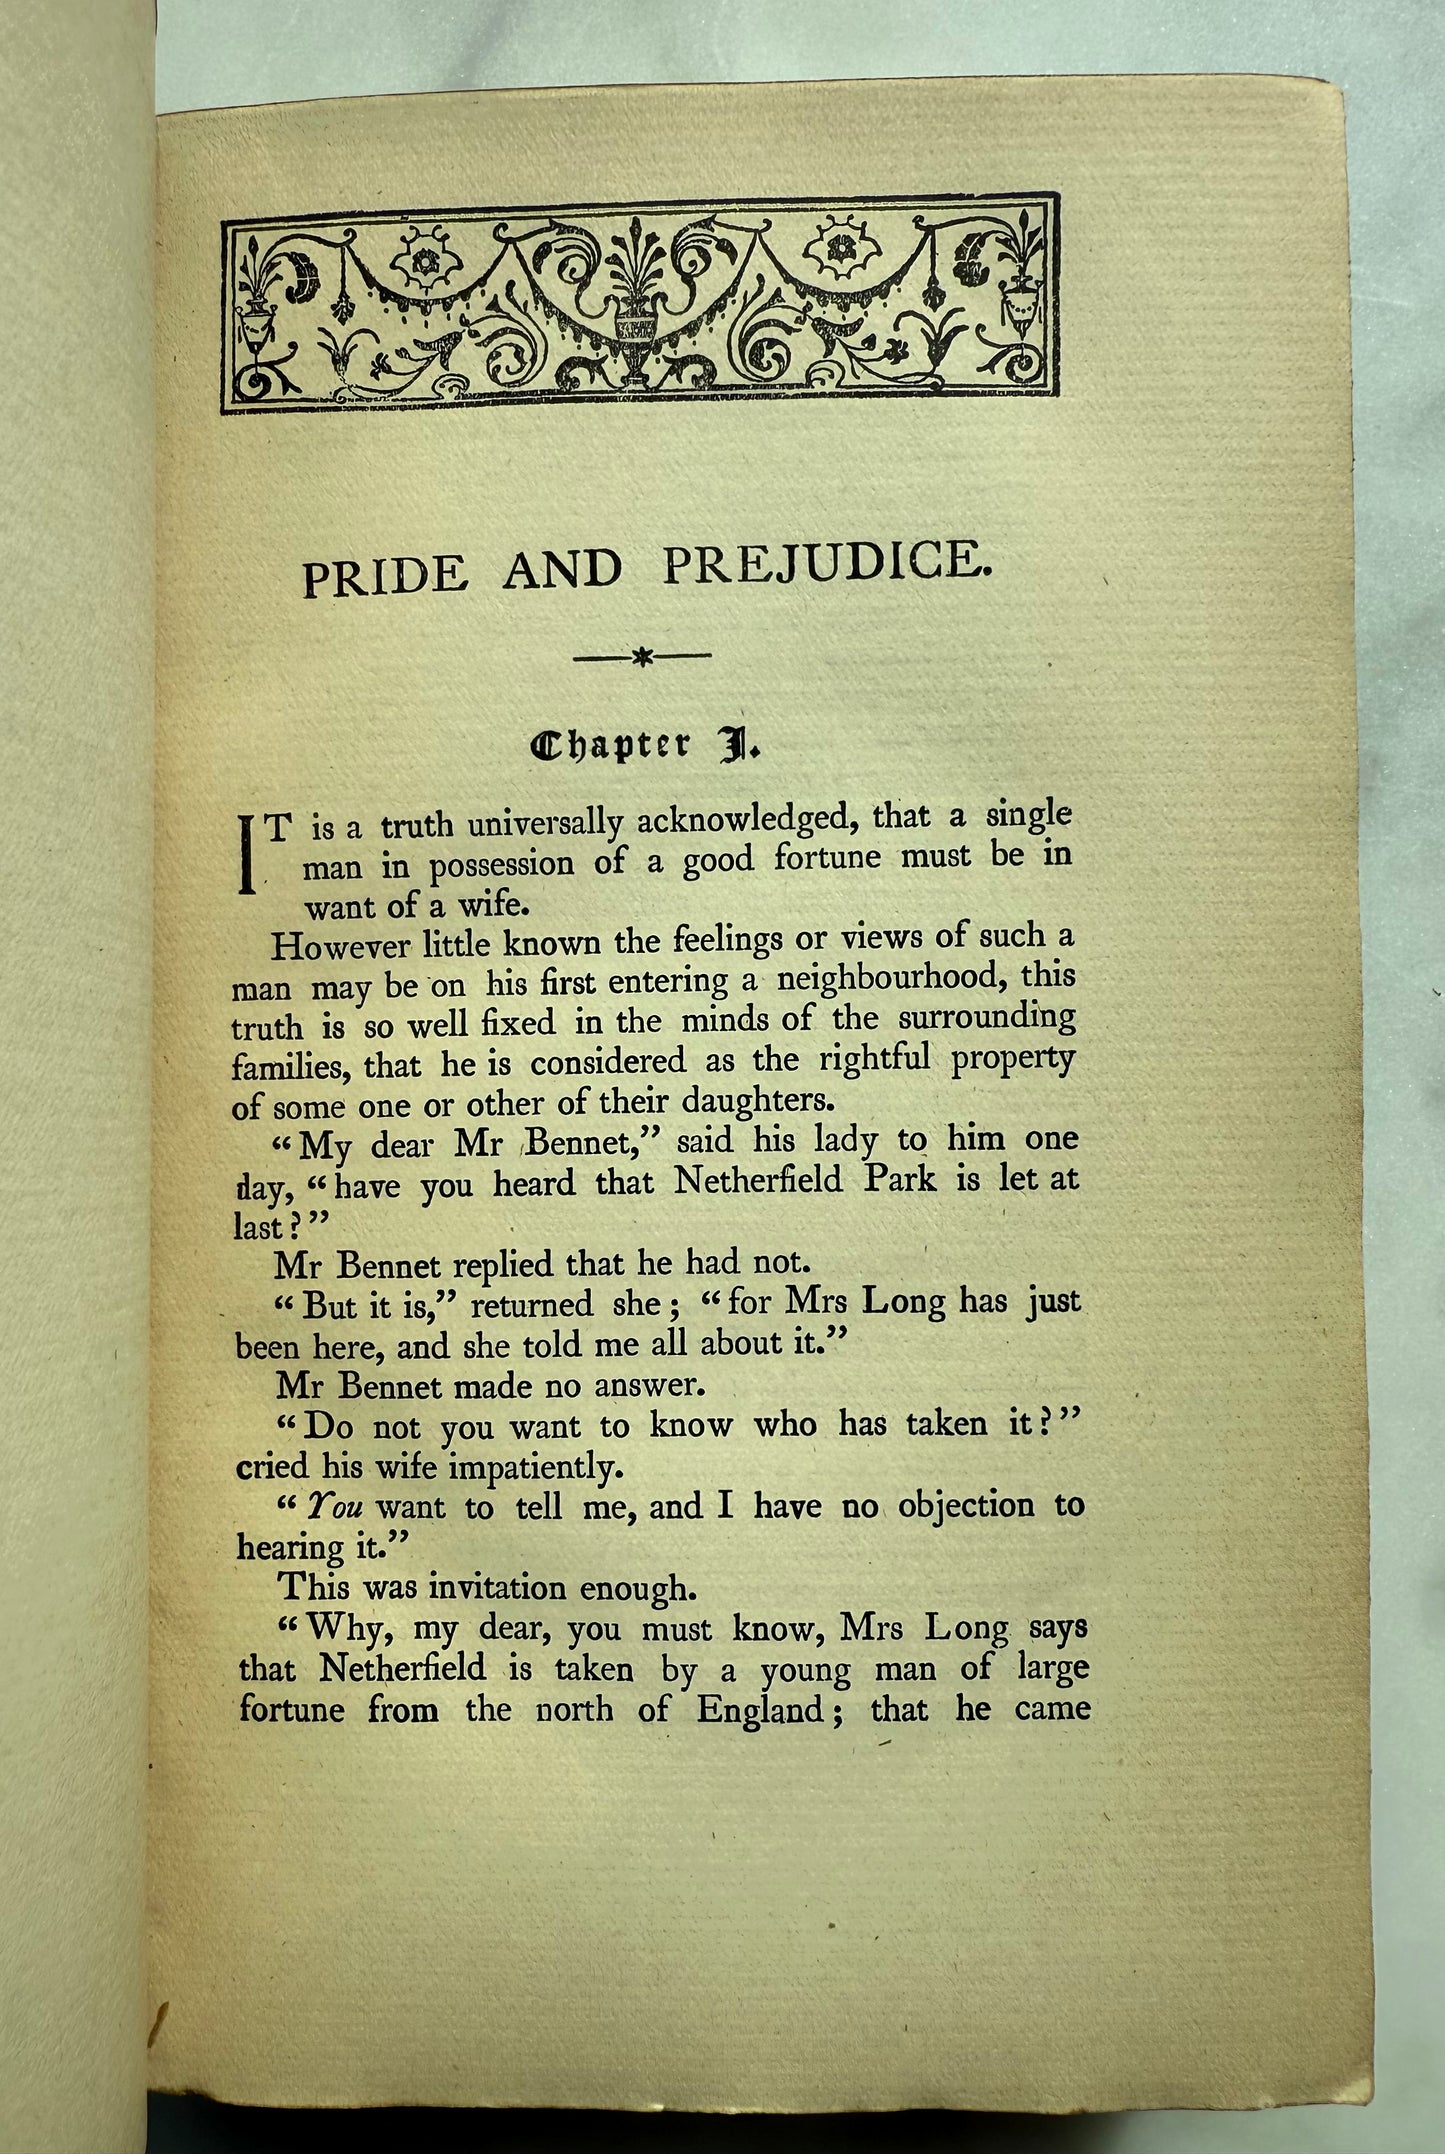 PRIDE AND PREJUDICE.
Chapter I.
IT is a truth universally acknowledged, that a single
man in possession of a good fortune must be in
want of a wife.
However little known the feelings or views of such a
man may be on his first entering a neighbourhood, this
truth is so well fixed in the minds of the surrounding
families, that he is considered as the rightful property
of some one or other of their daughters.
“My dear Mr Bennet,” said his lady to him one
day, “have you heard that Netherfield Park is let at
last?”
Mr Bennet replied that he had not.
“But it is,” returned she; “for Mrs Long has just
been here, and she told me all about it.”
Mr Bennet made no answer.
“Do not you want to know who has taken it?”
cried his wife impatiently.
“You want to tell me, and I have no objection to
hearing it.”
This was invitation enough.
“Why, my dear, you must know, Mrs Long says
that Netherfield is taken by a young man of large
fortune from the north of England; that he came